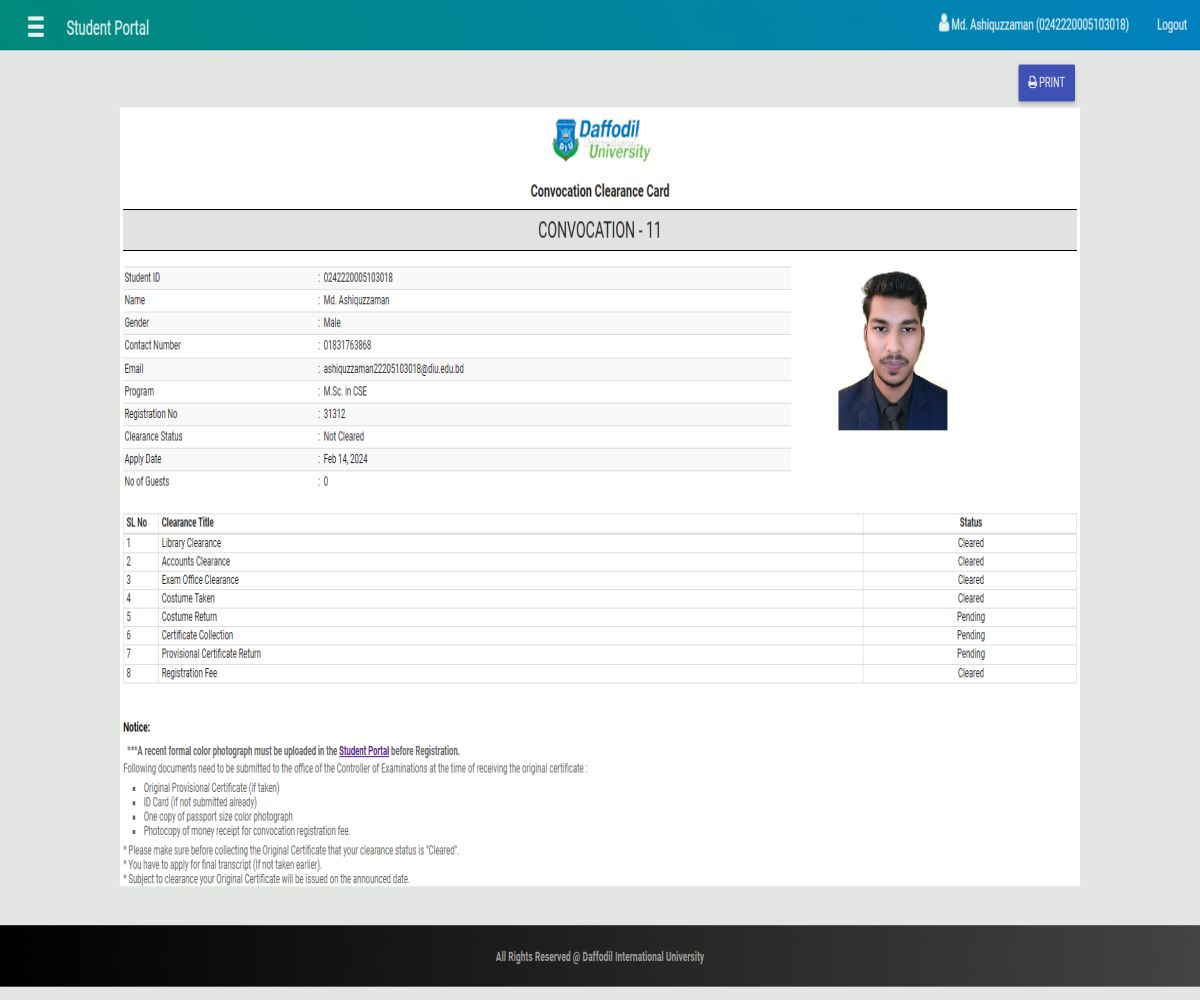 Student Portal
Md. Ashiquzzaman (0242220005103018)
Logout
PRINT
Daffodil
International
University
DIU
Convocation Clearance Card
CONVOCATION - 11
Student ID : 0242220005103018
Name : Md. Ashiquzzaman
Gender : Male
Contact Number : 01831763868
Email : ashiquzzaman22205103018@diu.edu.bd
Program : M.Sc. in CSE
Registration No : 31312
Clearance Status : Not Cleared
Apply Date : Feb 14, 2024
No of Guests : 0
SL No Clearance Title Status
1 Library Clearance Cleared
2 Accounts Clearance Cleared
3 Exam Office Clearance Cleared
4 Costume Taken Cleared
5 Costume Return Pending
6 Certificate Collection Pending
7 Provisional Certificate Return Pending
8 Registration Fee Cleared
Notice:
***A recent formal color photograph must be uploaded in the Student Portal before Registration.
Following documents need to be submitted to the office of the Controller of Examinations at the time of receiving the original certificate :
Original Provisional Certificate (if taken)
ID Card (if not submitted already)
One copy of passport size color photograph
Photocopy of money receipt for convocation registration fee.
* Please make sure before collecting the Original Certificate that your clearance status is "Cleared".
* You have to apply for final transcript (If not taken earlier).
* Subject to clearance your Original Certificate will be issued on the announced date.
All Rights Reserved @ Daffodil International University